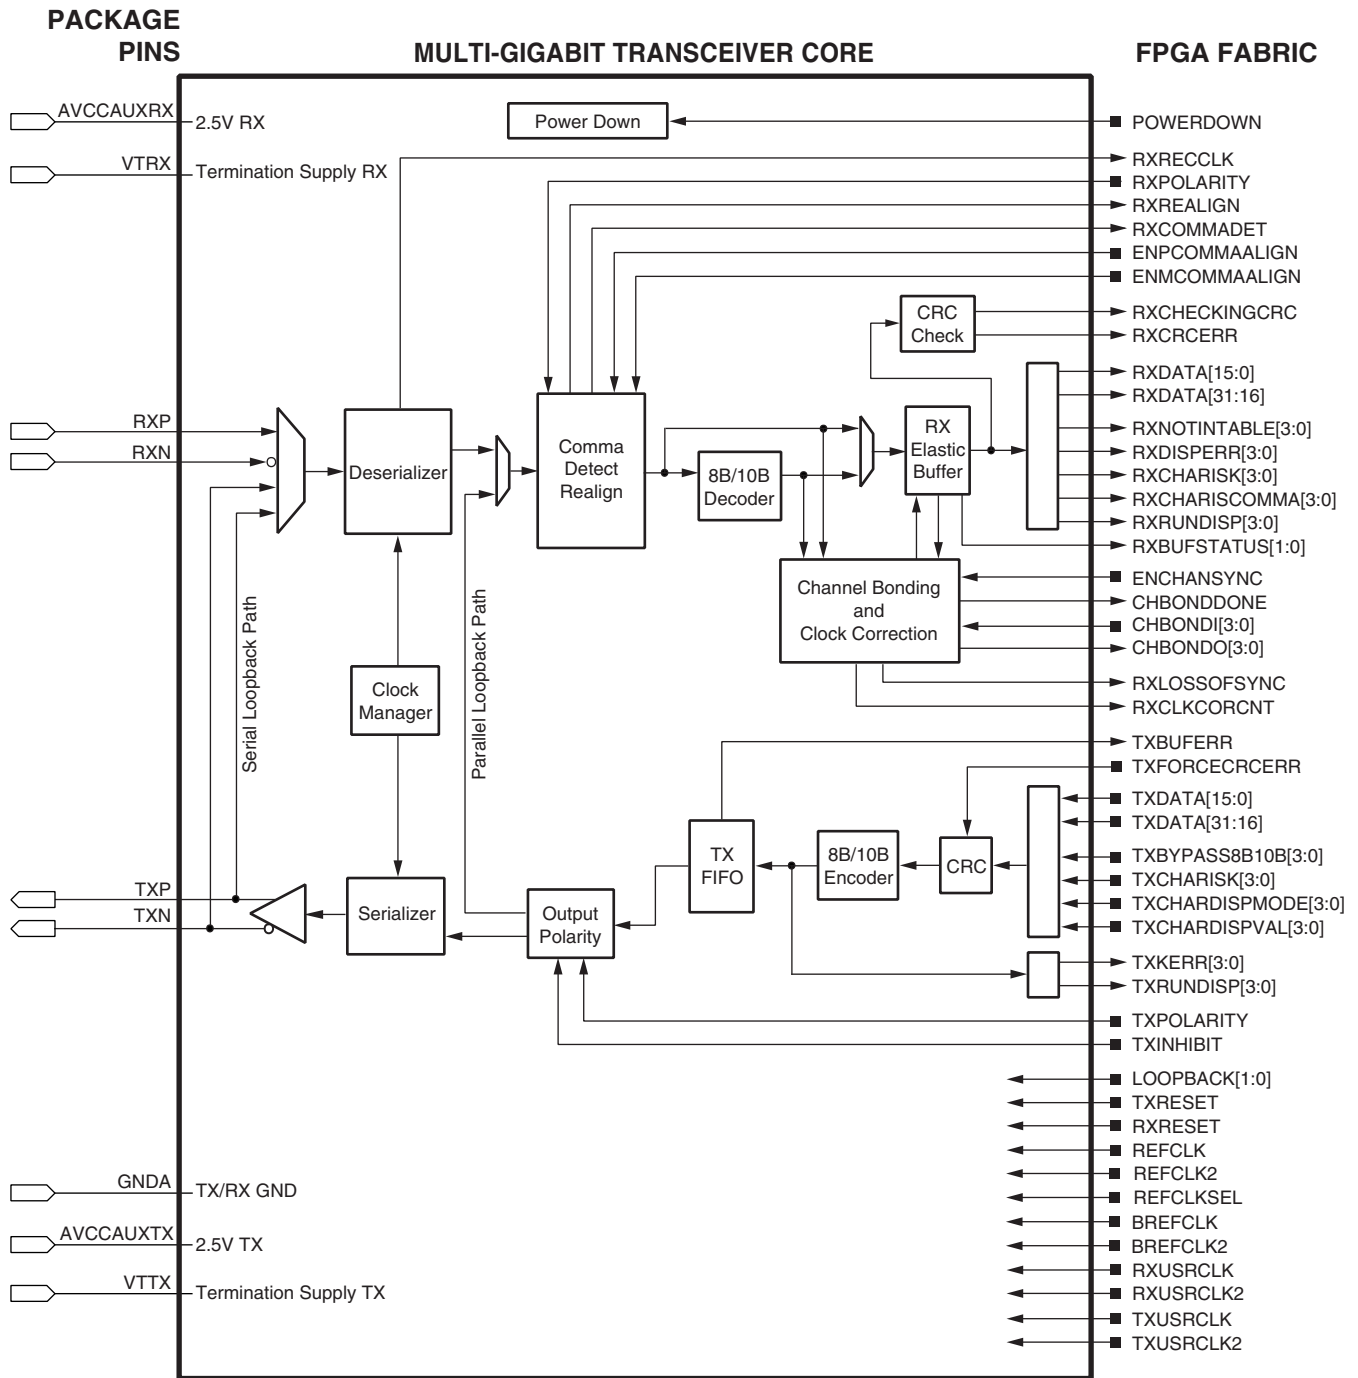 PACKAGE
PINS
MULTI-GIGABIT TRANSCEIVER CORE
FPGA FABRIC
AVCCAUXRX
2.5V RX
VTRX
Termination Supply RX
Power Down
POWERDOWN
RXRECCLK
RXPOLARITY
RXREALIGN
RXCOMMADET
ENPCOMMAALIGN
ENMCOMMAALIGN
CRC
Check
RXCHECKINGCRC
RXCRCERR
RXDATA[15:0]
RXDATA[31:16]
RXNOTINTABLE[3:0]
RXDISPERR[3:0]
RXCHARISK[3:0]
RXCHARISCOMMA[3:0]
RXRUNDISP[3:0]
RXBUFSTATUS[1:0]
RXP
RXN
Deserializer
Comma
Detect
Realign
8B/10B
Decoder
RX
Elastic
Buffer
Channel Bonding
and
Clock Correction
ENCHANSYNC
CHBONDDONE
CHBONDI[3:0]
CHBONDO[3:0]
RXLOSSOFSYNC
RXCLKCORCNT
Serial Loopback Path
Clock
Manager
Parallel Loopback Path
TXBUFERR
TXFORCECRCERR
TXDATA[15:0]
TXDATA[31:16]
TXBYPASS8B10B[3:0]
TXCHARISK[3:0]
TXCHARDISPMODE[3:0]
TXCHARDISPVAL[3:0]
TXKERR[3:0]
TXRUNDISP[3:0]
TXPOLARITY
TXINHIBIT
TX
FIFO
8B/10B
Encoder
CRC
TXP
TXN
Serializer
Output
Polarity
LOOPBACK[1:0]
TXRESET
RXRESET
REFCLK
REFCLK2
REFCLKSEL
BREFCLK
BREFCLK2
RXUSRCLK
RXUSRCLK2
TXUSRCLK
TXUSRCLK2
GNDA
TX/RX GND
AVCCAUXTX
2.5V TX
VTTX
Termination Supply TX